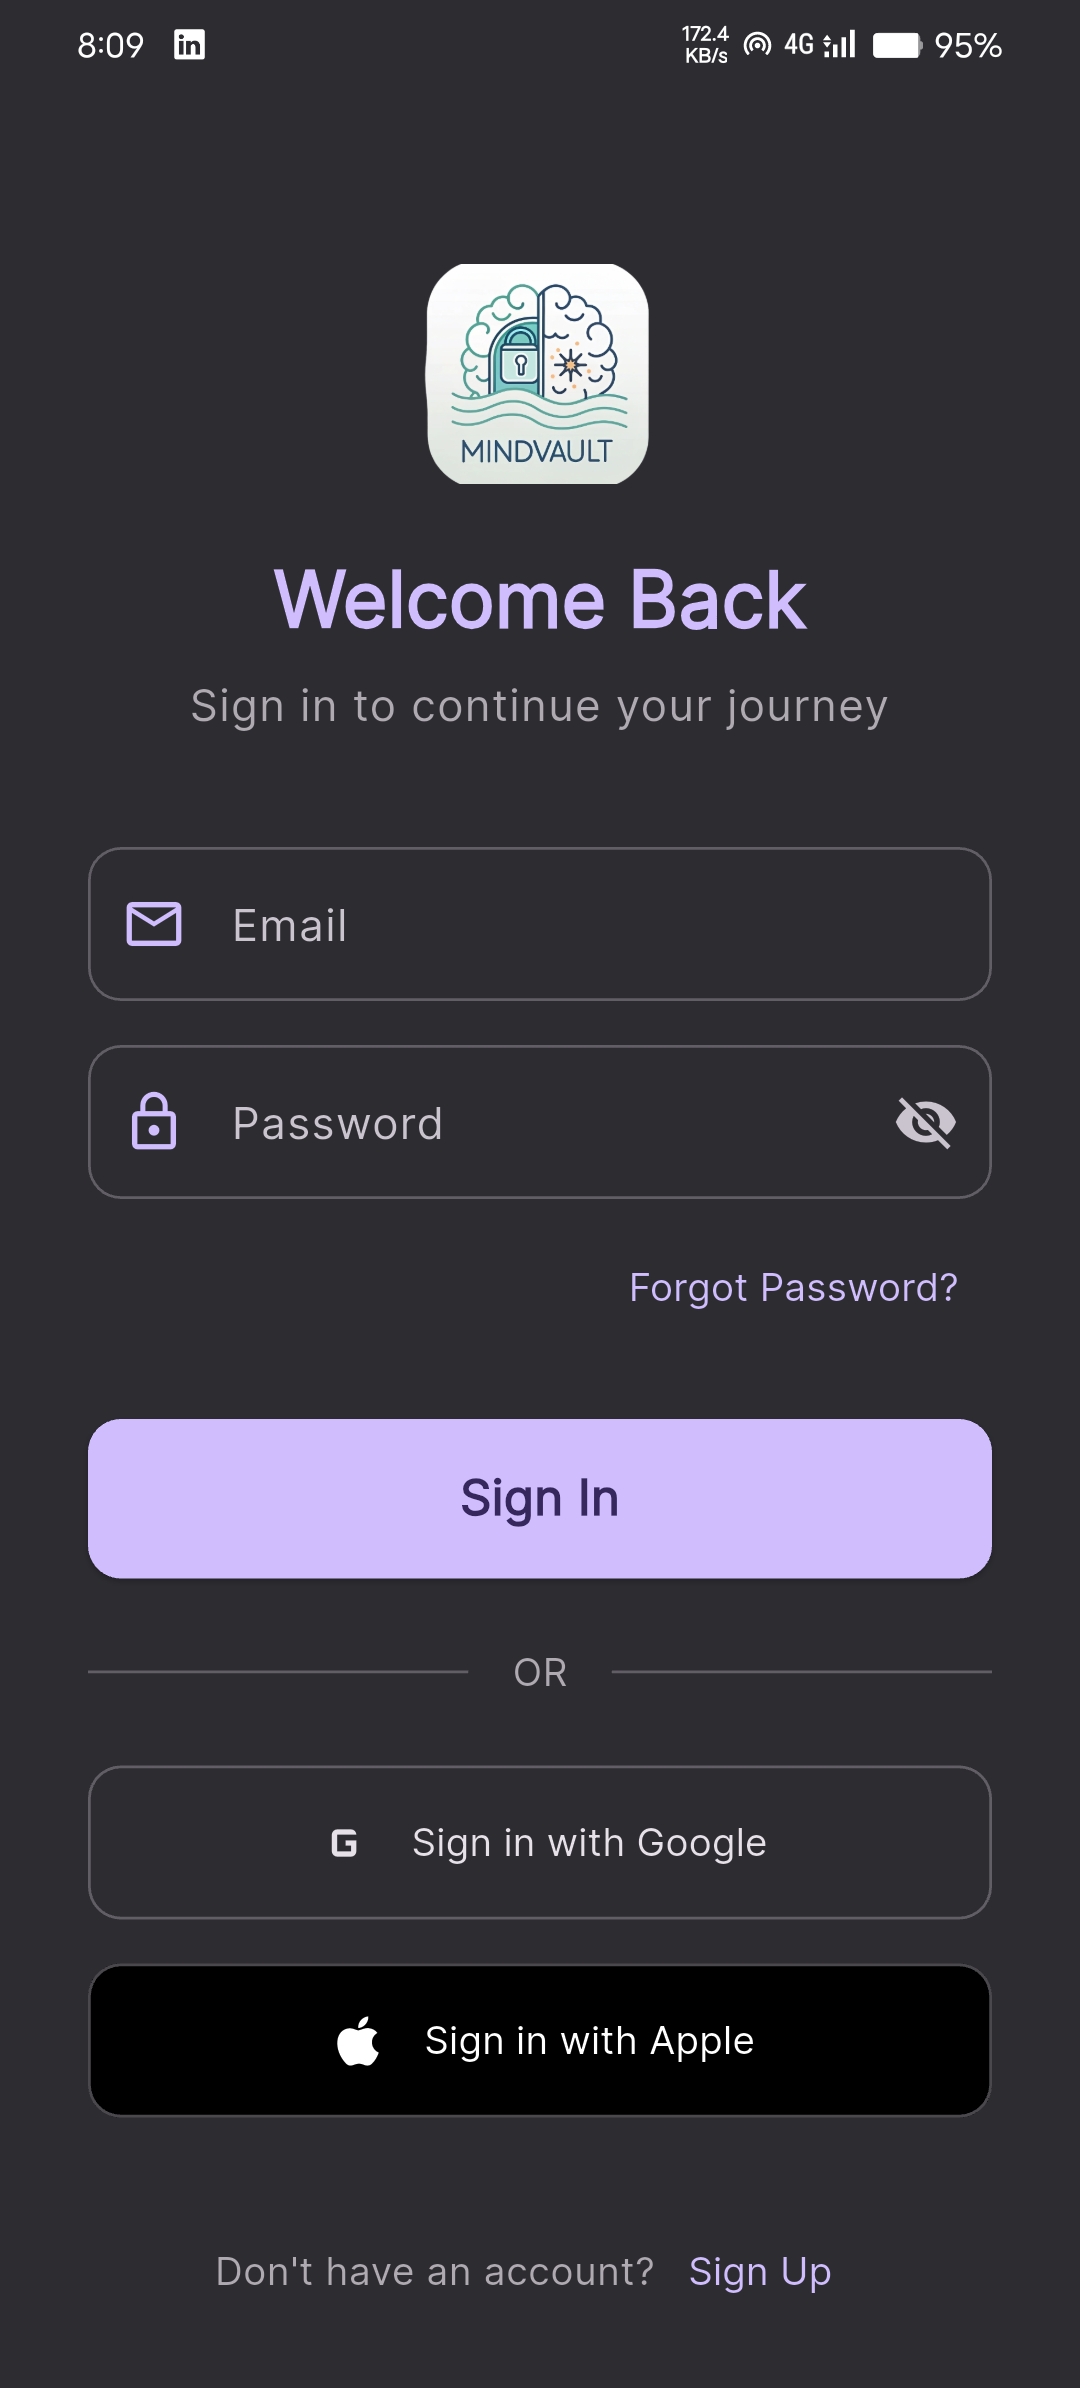 8:09 in 172.4 KB/s 4G 95%
MINDVAULT
Welcome Back
Sign in to continue your journey
Email
Password
Forgot Password?
Sign In
OR
G Sign in with Google
Sign in with Apple
Don't have an account? Sign Up